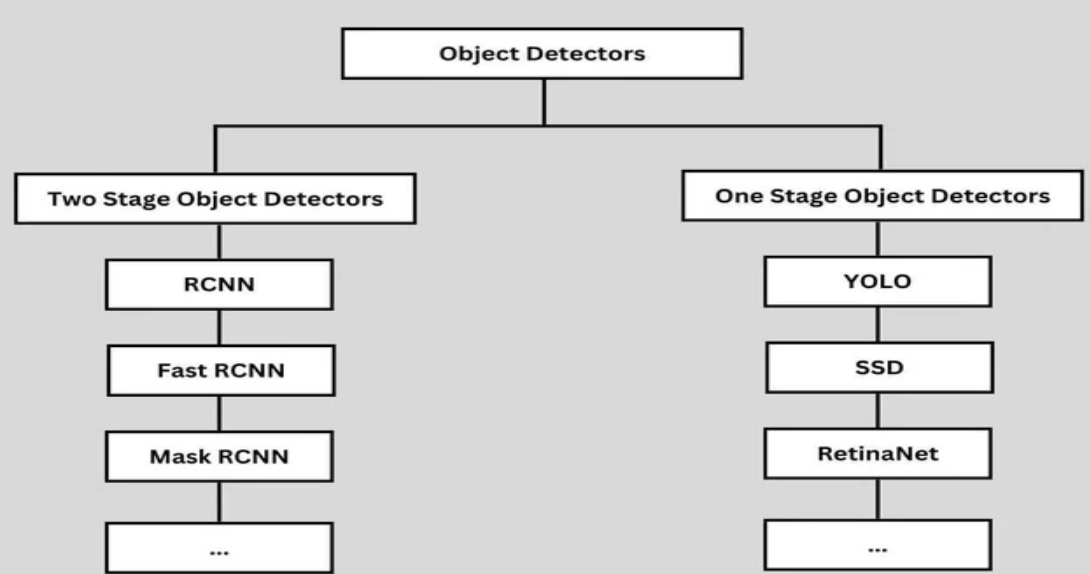 Object Detectors
Two Stage Object Detectors
RCNN
Fast RCNN
Mask RCNN
...
One Stage Object Detectors
YOLO
SSD
RetinaNet
...